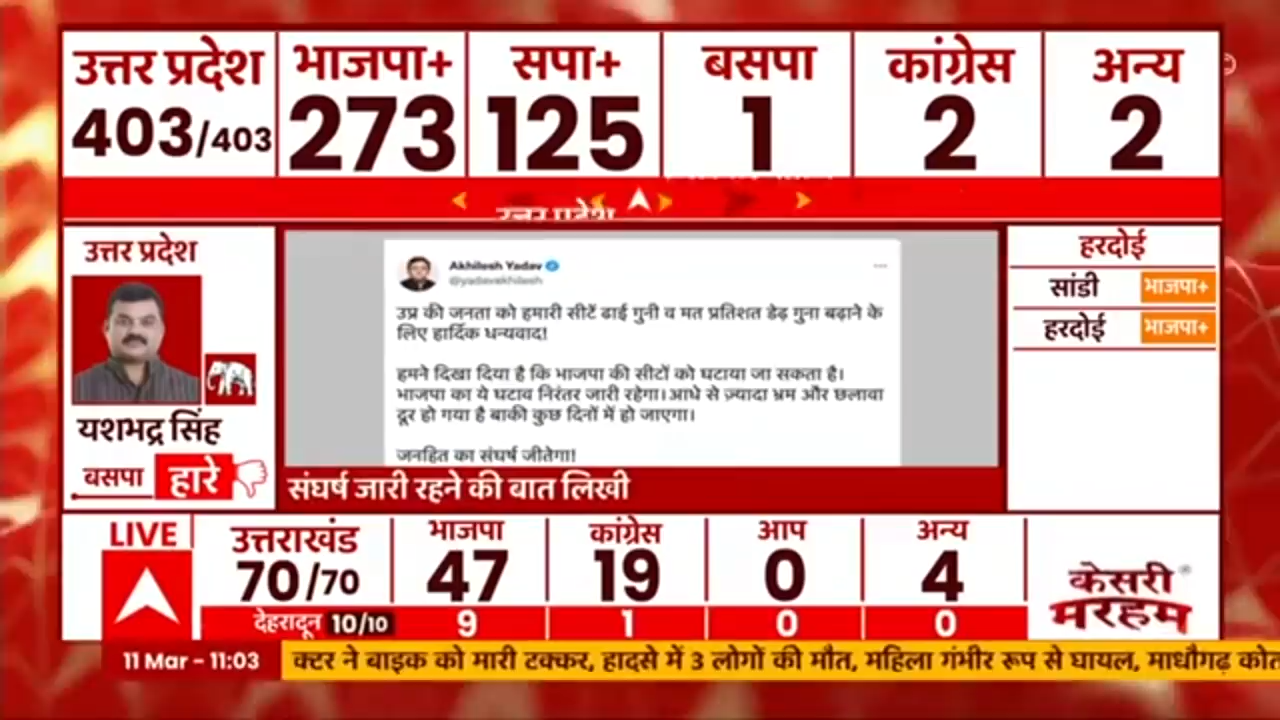 उत्तर प्रदेश
403/403
भाजपा+
273
सपा+
125
बसपा
1
कांग्रेस
2
अन्य
2
उत्तर प्रदेश
उत्तर प्रदेश
यशभद्र सिंह
बसपा हारे
Akhilesh Yadav
@yadavakhilesh
उप्र की जनता को हमारी सीटें ढाई गुनी व मत प्रतिशत डेढ़ गुना बढ़ाने के
लिए हार्दिक धन्यवाद!
हमने दिखा दिया है कि भाजपा की सीटों को घटाया जा सकता है।
भाजपा का ये घटाव निरंतर जारी रहेगा।आधे से ज़्यादा भ्रम और छलावा
दूर हो गया है बाकी कुछ दिनों में हो जाएगा।
जनहित का संघर्ष जीतेगा!
संघर्ष जारी रहने की बात लिखी
हरदोई
सांडी भाजपा+
हरदोई भाजपा+
LIVE
उत्तराखंड
70/70
भाजपा
47
कांग्रेस
19
आप
0
अन्य
4
देहरादून 10/10 9 1 0 0
केसरी
मरहम
11 Mar - 11:03
क्टर ने बाइक को मारी टक्कर, हादसे में 3 लोगों की मौत, महिला गंभीर रूप से घायल, माधौगढ़ कोत